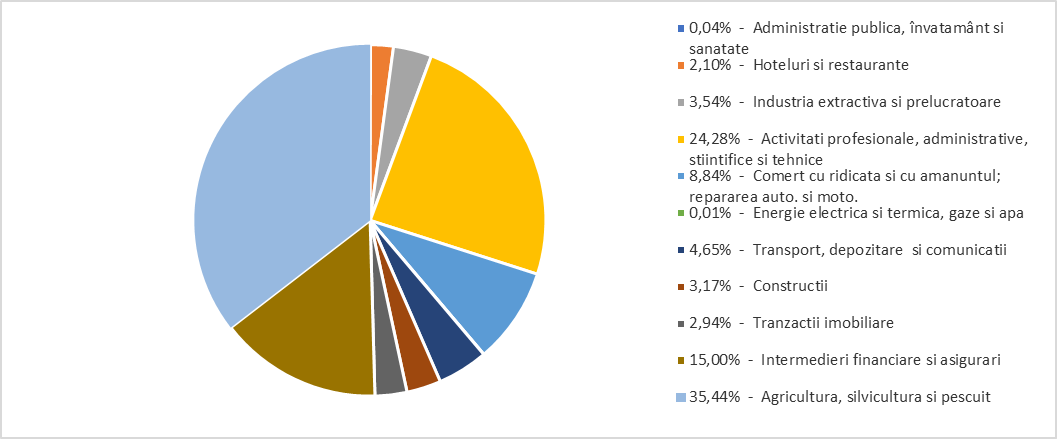 0,04% - Administratie publica, învatamânt si
sanatate
2,10% - Hoteluri si restaurante
3,54% - Industria extractiva si prelucratoare
24,28% - Activitati profesionale, administrative,
stiintifice si tehnice
8,84% - Comert cu ridicata si cu amanuntul;
repararea auto. si moto.
0,01% - Energie electrica si termica, gaze si apa
4,65% - Transport, depozitare si comunicatii
3,17% - Constructii
2,94% - Tranzactii imobiliare
15,00% - Intermedieri financiare si asigurari
35,44% - Agricultura, silvicultura si pescuit